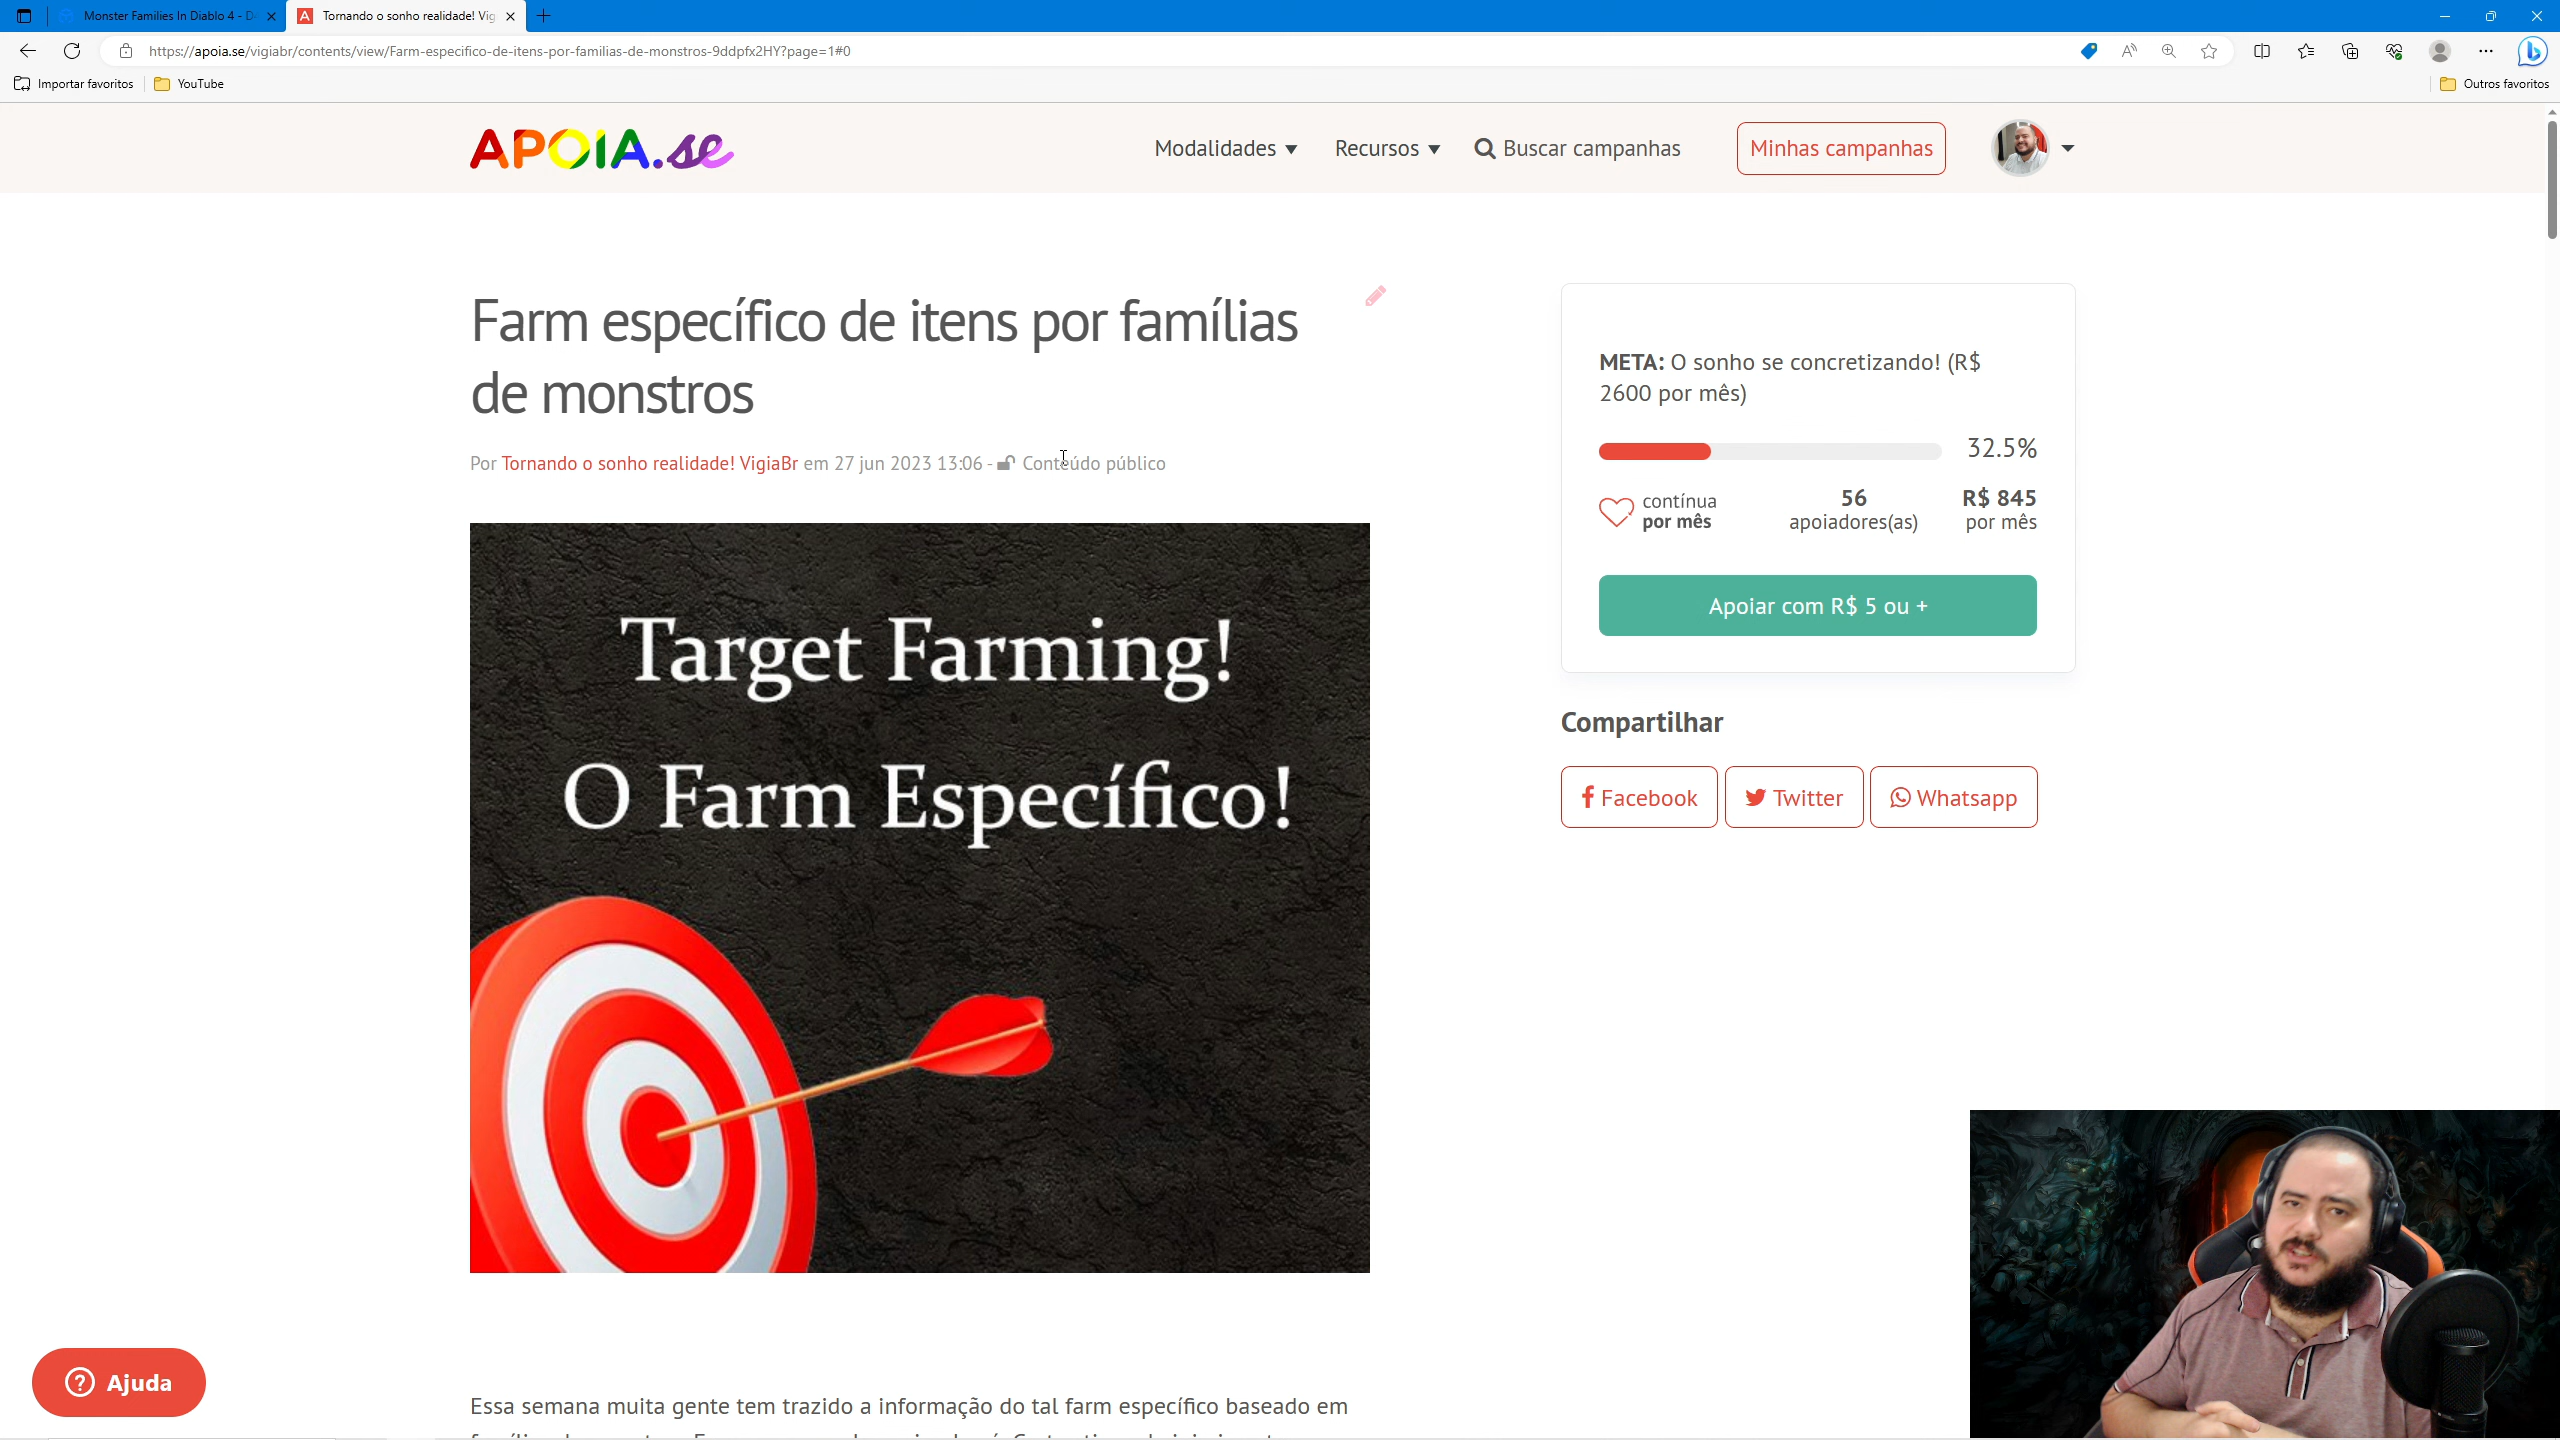 Monster Families In Diablo 4 - D
Tornando o sonho realidade! Vig
https://apoia.se/vigiabr/contents/view/Farm-especifico-de-itens-por-familias-de-monstros-9ddpfx2HY?page=1#0
Importar favoritos
YouTube
Outros favoritos
APOIA.se
Modalidades
Recursos
Buscar campanhas
Minhas campanhas
Farm específico de itens por famílias
de monstros
Por Tornando o sonho realidade! VigiaBr em 27 jun 2023 13:06 - Conteúdo público
META: O sonho se concretizando! (R$
2600 por mês)
32.5%
contínua
por mês
56
apoiadores(as)
R$ 845
por mês
Apoiar com R$ 5 ou +
Compartilhar
Facebook
Twitter
Whatsapp
Target Farming!
O Farm Específico!
Ajuda
Essa semana muita gente tem trazido a informação do tal farm específico baseado em